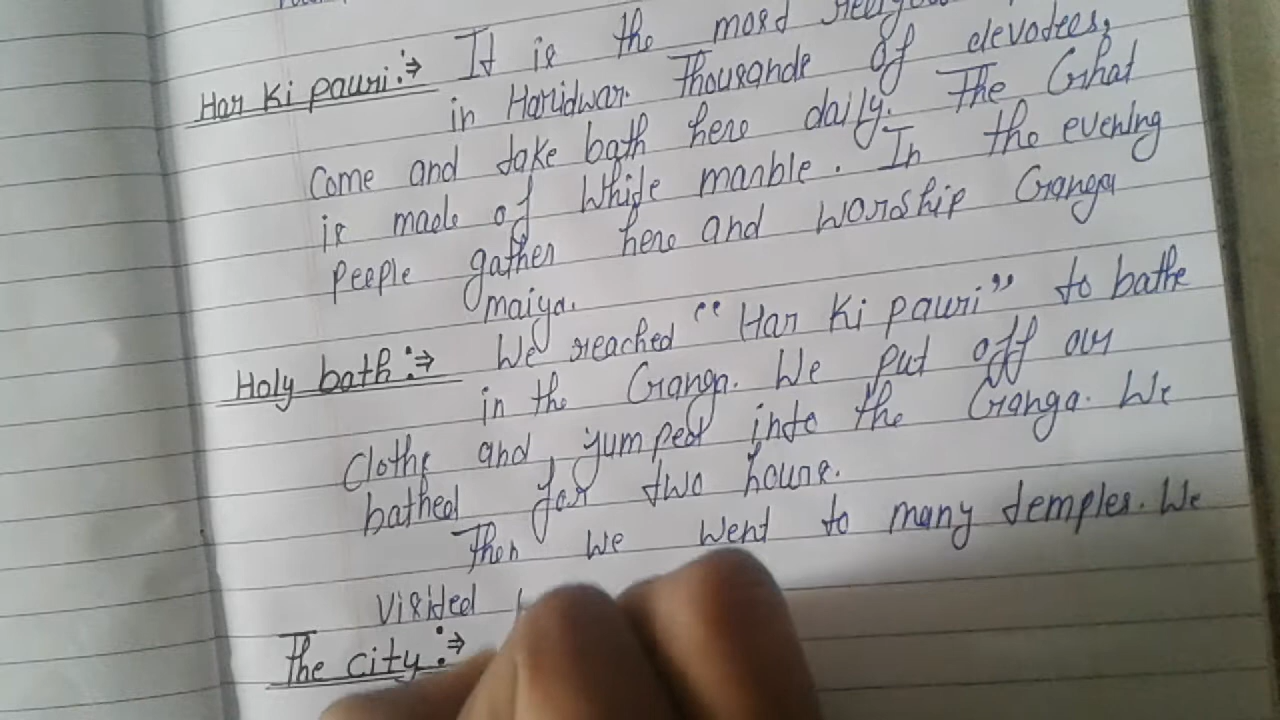 Har Ki pauri :⇒ It is the most
in Haridwar. Thousands of devotees,
Come and take bath here daily. The Ghat
is made of White marble. In the evening
peeple gather here and worship Ganga
maiya.
Holy bath :⇒ We reached "Har Ki pauri" to bathe
in the Ganga. We put off our
Cloths and jumped into the Ganga. We
bathed for two hours.
Then we went to many temples. We
Visited
The city :⇒